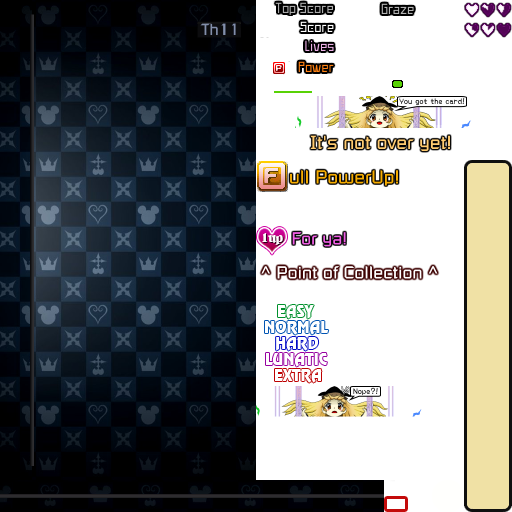 Th11
Top Score
Graze
Score
Lives
P Power
You got the card!
It's not over yet!
F ull PowerUp!
1up For ya!
^ Point of Collection ^
EASY
NORMAL
HARD
LUNATIC
EXTRA
Nope?!